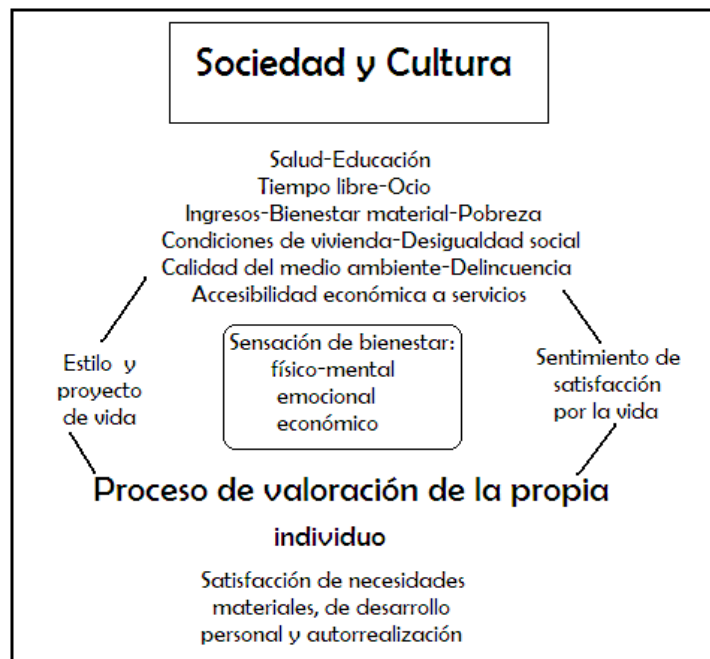 Sociedad y Cultura
Salud-Educación
Tiempo libre-Ocio
Ingresos-Bienestar material-Pobreza
Condiciones de vivienda-Desigualdad social
Calidad del medio ambiente-Delincuencia
Accesibilidad económica a servicios
Estilo y
proyecto
de vida
Sensación de bienestar:
físico-mental
emocional
económico
Sentimiento de
satisfacción
por la vida
Proceso de valoración de la propia
individuo
Satisfacción de necesidades
materiales, de desarrollo
personal y autorrealización